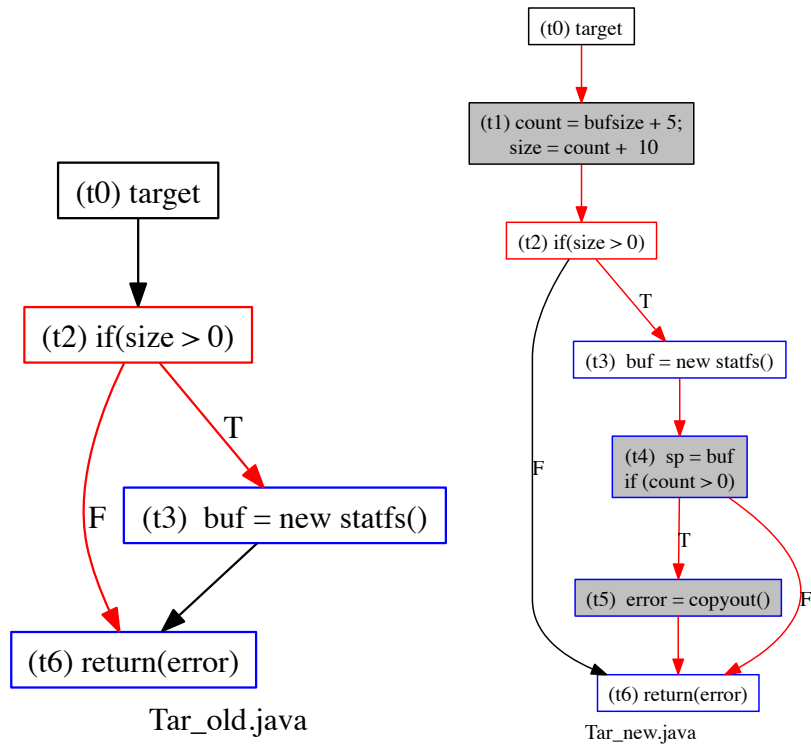 (t0) target
(t2) if(size > 0)
T
F
(t3) buf = new statfs()
(t6) return(error)
Tar_old.java
(t0) target
(t1) count = bufsize + 5;
size = count + 10
(t2) if(size > 0)
T
(t3) buf = new statfs()
F
(t4) sp = buf
if (count > 0)
T
(t5) error = copyout()
F
(t6) return(error)
Tar_new.java